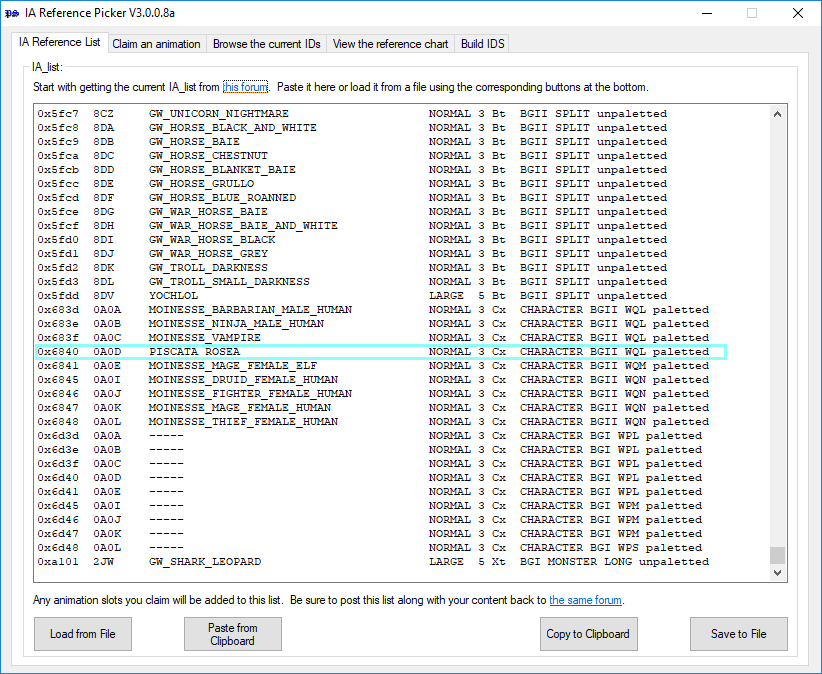 IA Reference Picker V3.0.0.8a
IA Reference List Claim an animation Browse the current IDs View the reference chart Build IDS
IA_list:
Start with getting the current IA_list from this forum. Paste it here or load it from a file using the corresponding buttons at the bottom.
0x5fc7 8CZ GW_UNICORN_NIGHTMARE NORMAL 3 Bt BGII SPLIT unpaletted
0x5fc8 8DA GW_HORSE_BLACK_AND_WHITE NORMAL 3 Bt BGII SPLIT unpaletted
0x5fc9 8DB GW_HORSE_BAIE NORMAL 3 Bt BGII SPLIT unpaletted
0x5fca 8DC GW_HORSE_CHESTNUT NORMAL 3 Bt BGII SPLIT unpaletted
0x5fcb 8DD GW_HORSE_BLANKET_BAIE NORMAL 3 Bt BGII SPLIT unpaletted
0x5fcc 8DE GW_HORSE_GRULLO NORMAL 3 Bt BGII SPLIT unpaletted
0x5fcd 8DF GW_HORSE_BLUE_ROANNED NORMAL 3 Bt BGII SPLIT unpaletted
0x5fce 8DG GW_WAR_HORSE_BAIE NORMAL 3 Bt BGII SPLIT unpaletted
0x5fcf 8DH GW_WAR_HORSE_BAIE_AND_WHITE NORMAL 3 Bt BGII SPLIT unpaletted
0x5fd0 8DI GW_WAR_HORSE_BLACK NORMAL 3 Bt BGII SPLIT unpaletted
0x5fd1 8DJ GW_WAR_HORSE_GREY NORMAL 3 Bt BGII SPLIT unpaletted
0x5fd2 8DK GW_TROLL_DARKNESS NORMAL 3 Bt BGII SPLIT unpaletted
0x5fd3 8DL GW_TROLL_SMALL_DARKNESS NORMAL 3 Bt BGII SPLIT unpaletted
0x5fdd 8DV YOCHLOL LARGE 5 Bt BGII SPLIT unpaletted
0x683d 0A0A MOINESSE_BARBARIAN_MALE_HUMAN NORMAL 3 Cx CHARACTER BGII WQL paletted
0x683e 0A0B MOINESSE_NINJA_MALE_HUMAN NORMAL 3 Cx CHARACTER BGII WQL paletted
0x683f 0A0C MOINESSE_VAMPIRE NORMAL 3 Cx CHARACTER BGII WQL paletted
0x6840 0A0D PISCATA_ROSEA NORMAL 3 Cx CHARACTER BGII WQL paletted
0x6841 0A0E MOINESSE_MAGE_FEMALE_ELF NORMAL 3 Cx CHARACTER BGII WQM paletted
0x6845 0A0I MOINESSE_DRUID_FEMALE_HUMAN NORMAL 3 Cx CHARACTER BGII WQN paletted
0x6846 0A0J MOINESSE_FIGHTER_FEMALE_HUMAN NORMAL 3 Cx CHARACTER BGII WQN paletted
0x6847 0A0K MOINESSE_MAGE_FEMALE_HUMAN NORMAL 3 Cx CHARACTER BGII WQN paletted
0x6848 0A0L MOINESSE_THIEF_FEMALE_HUMAN NORMAL 3 Cx CHARACTER BGII WQN paletted
0x6d3d 0A0A ----- NORMAL 3 Cx CHARACTER BGI WPL paletted
0x6d3e 0A0B ----- NORMAL 3 Cx CHARACTER BGI WPL paletted
0x6d3f 0A0C ----- NORMAL 3 Cx CHARACTER BGI WPL paletted
0x6d40 0A0D ----- NORMAL 3 Cx CHARACTER BGI WPL paletted
0x6d41 0A0E ----- NORMAL 3 Cx CHARACTER BGI WPL paletted
0x6d45 0A0I ----- NORMAL 3 Cx CHARACTER BGI WPM paletted
0x6d46 0A0J ----- NORMAL 3 Cx CHARACTER BGI WPM paletted
0x6d47 0A0K ----- NORMAL 3 Cx CHARACTER BGI WPM paletted
0x6d48 0A0L ----- NORMAL 3 Cx CHARACTER BGI WPS paletted
0xa101 2JW GW_SHARK_LEOPARD LARGE 5 Xt BGI MONSTER LONG unpaletted
Any animation slots you claim will be added to this list. Be sure to post this list along with your content back to the same forum.
Load from File
Paste from
Clipboard
Copy to Clipboard
Save to File